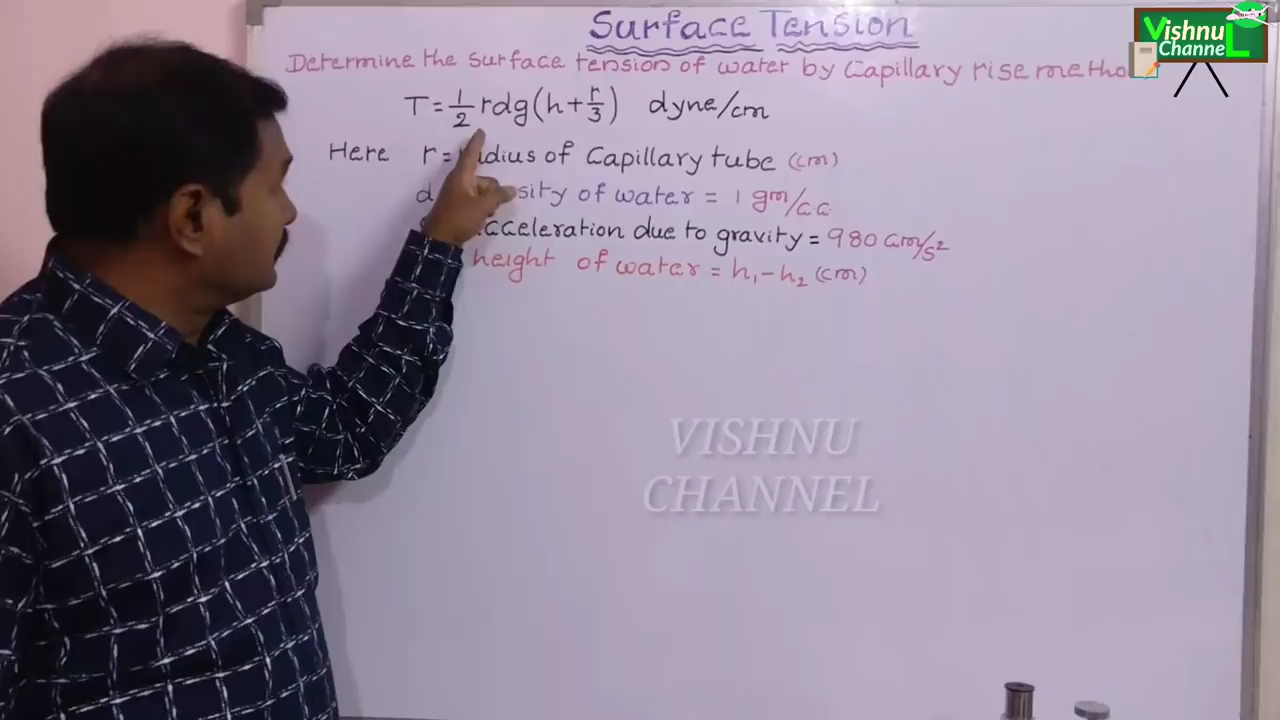 Surface Tension
Vishnu
Channel
Determine the surface tension of water by Capillary rise metho
T = 1/2 rdg(h + r/3) dyne/cm
Here r = radius of Capillary tube (cm)
d sity of water = 1 gm/cc
acceleration due to gravity = 980 cm/s²
height of water = h₁ - h₂ (cm)
VISHNU
CHANNEL